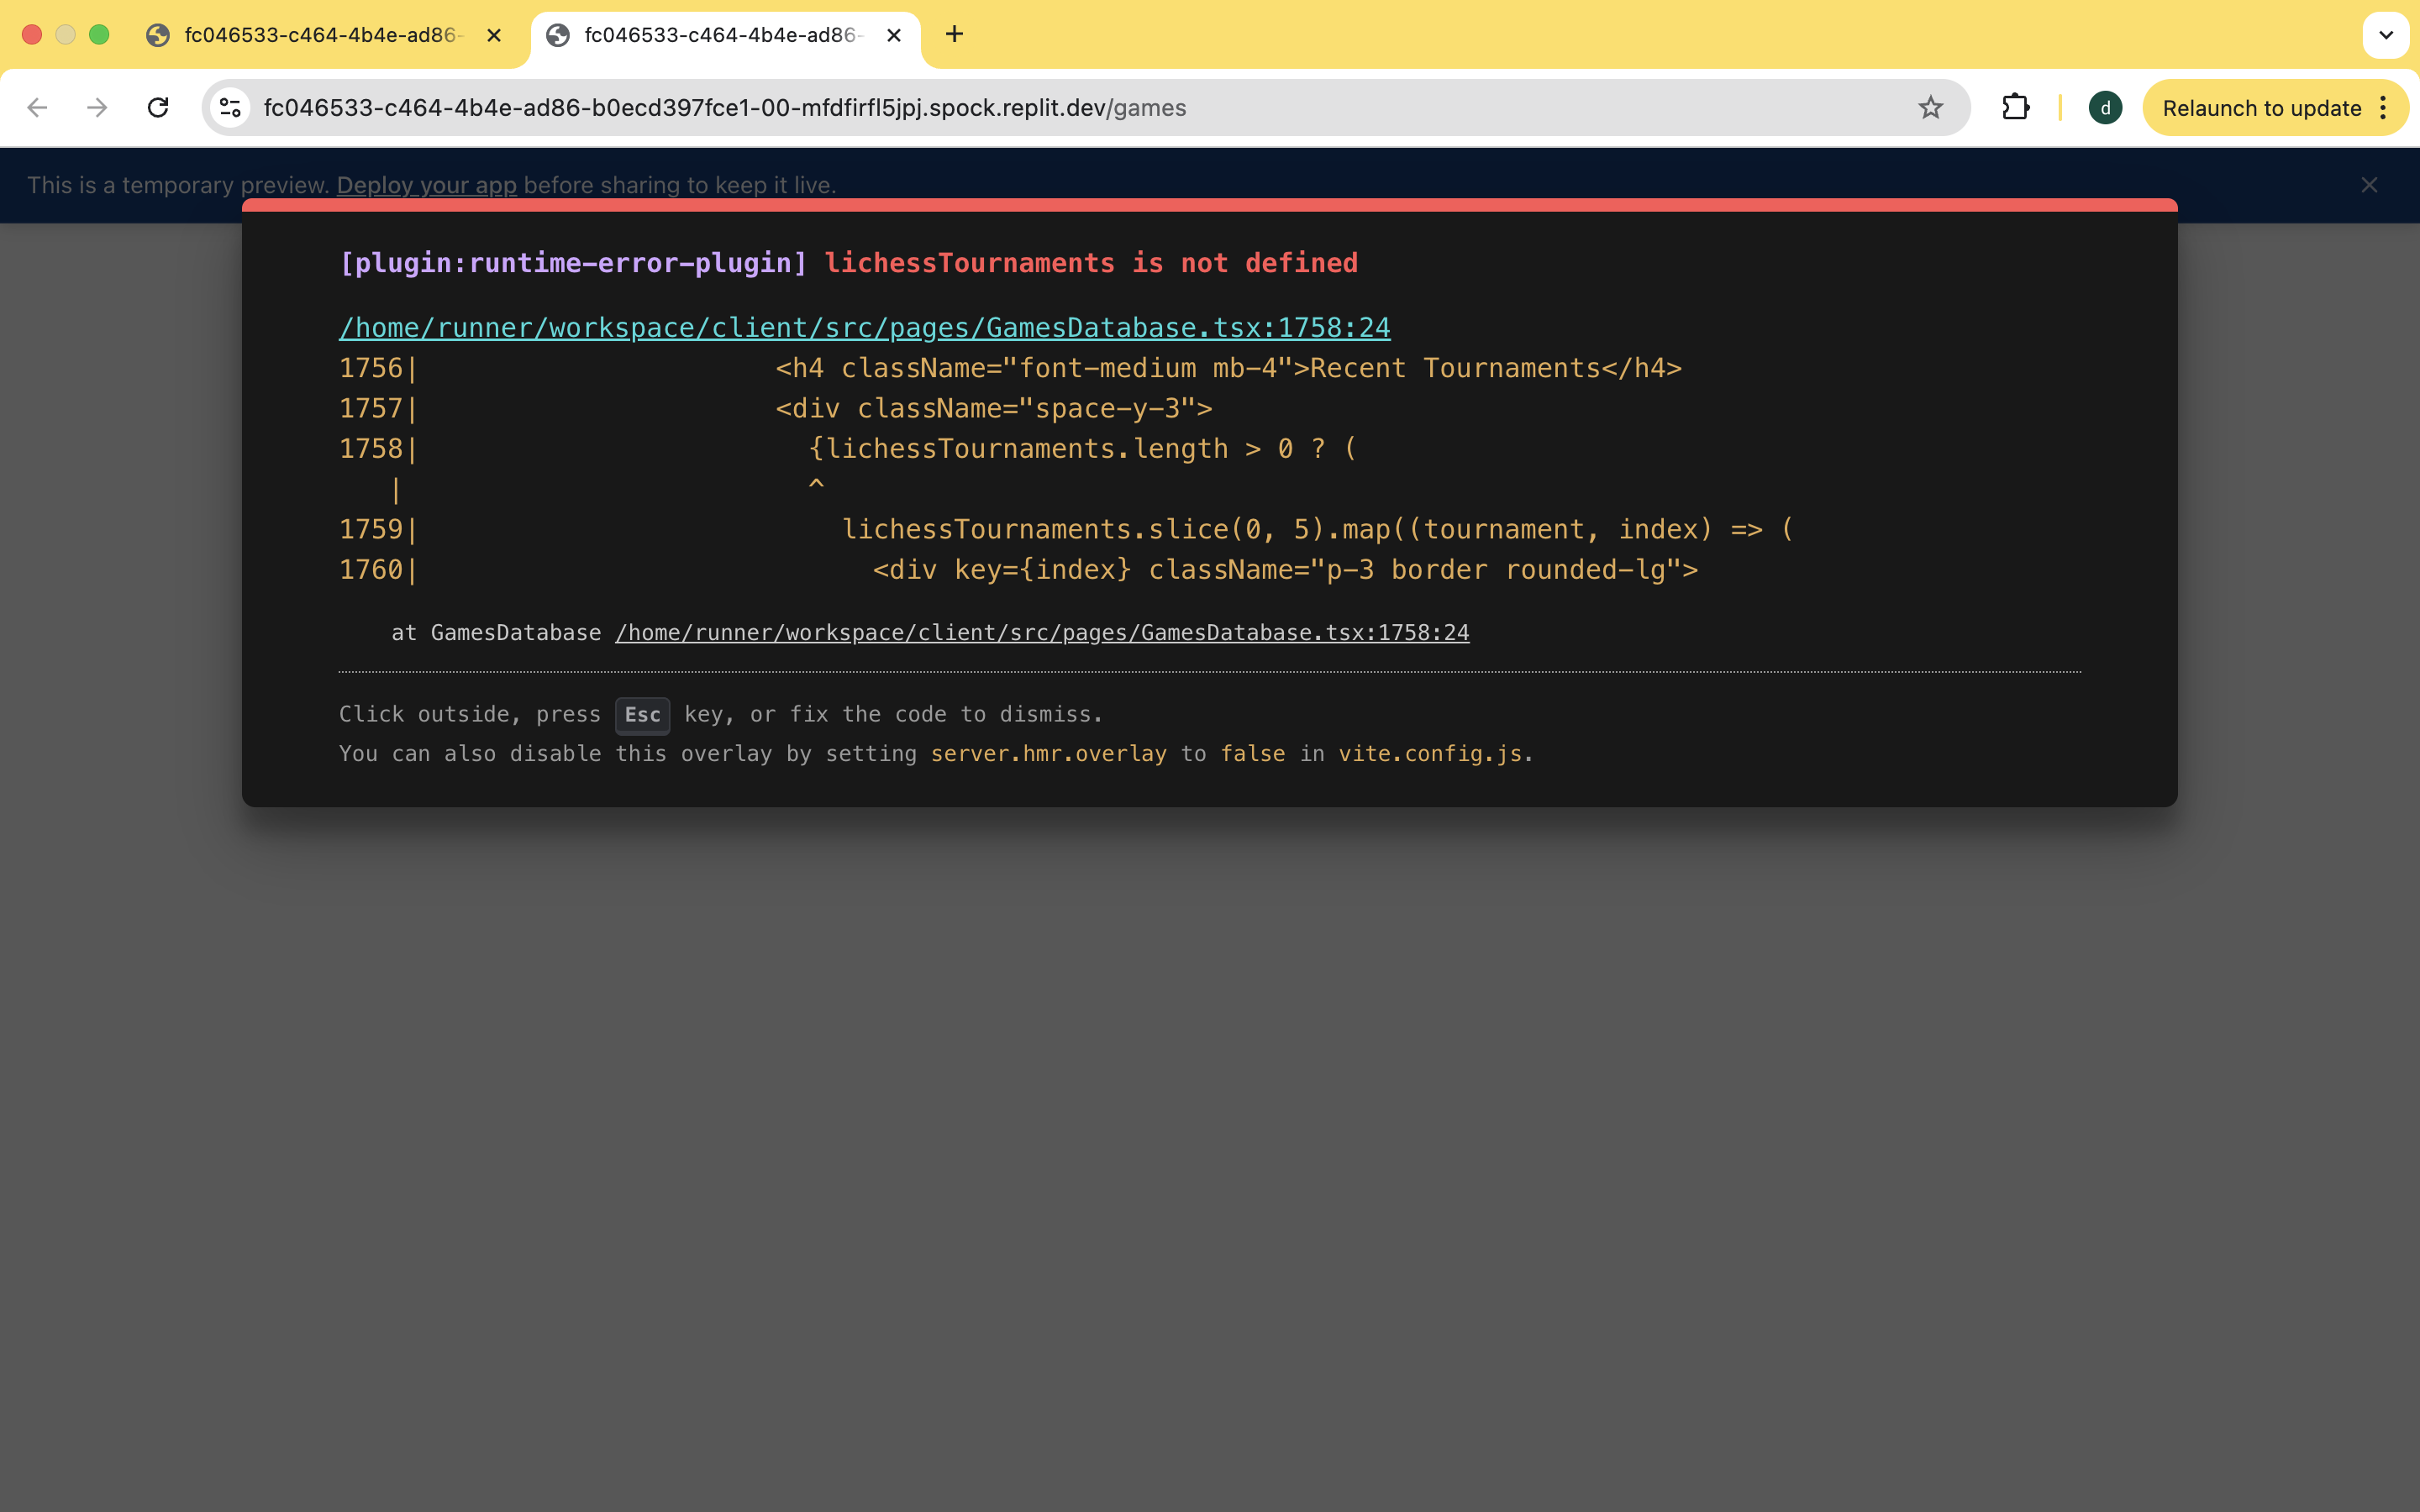 fc046533-c464-4b4e-ad86-
fc046533-c464-4b4e-ad86-
fc046533-c464-4b4e-ad86-b0ecd397fce1-00-mfdfirfl5jpj.spock.replit.dev/games
d
Relaunch to update
This is a temporary preview. Deploy your app before sharing to keep it live.
[plugin:runtime-error-plugin] lichessTournaments is not defined
/home/runner/workspace/client/src/pages/GamesDatabase.tsx:1758:24
1756|                      <h4 className="font-medium mb-4">Recent Tournaments</h4>
1757|                      <div className="space-y-3">
1758|                        {lichessTournaments.length > 0 ? (
   |                         ^
1759|                          lichessTournaments.slice(0, 5).map((tournament, index) => (
1760|                            <div key={index} className="p-3 border rounded-lg">
    at GamesDatabase /home/runner/workspace/client/src/pages/GamesDatabase.tsx:1758:24
Click outside, press Esc key, or fix the code to dismiss.
You can also disable this overlay by setting server.hmr.overlay to false in vite.config.js.